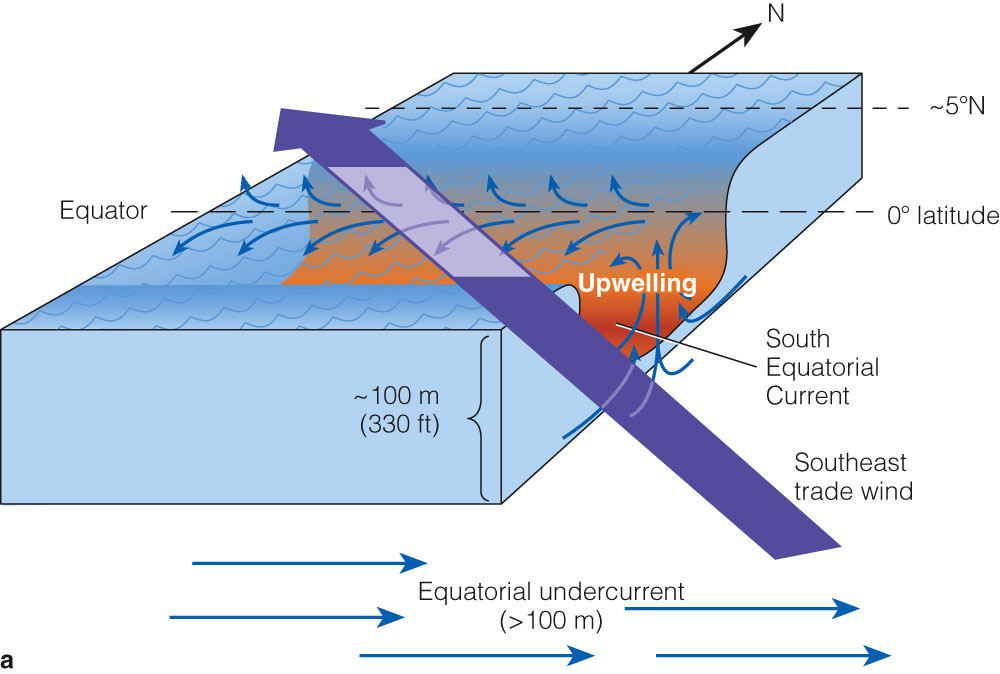 N
~5°N
Equator
0° latitude
Upwelling
South
Equatorial
Current
~100 m
(330 ft)
Southeast
trade wind
Equatorial undercurrent
(>100 m)
a